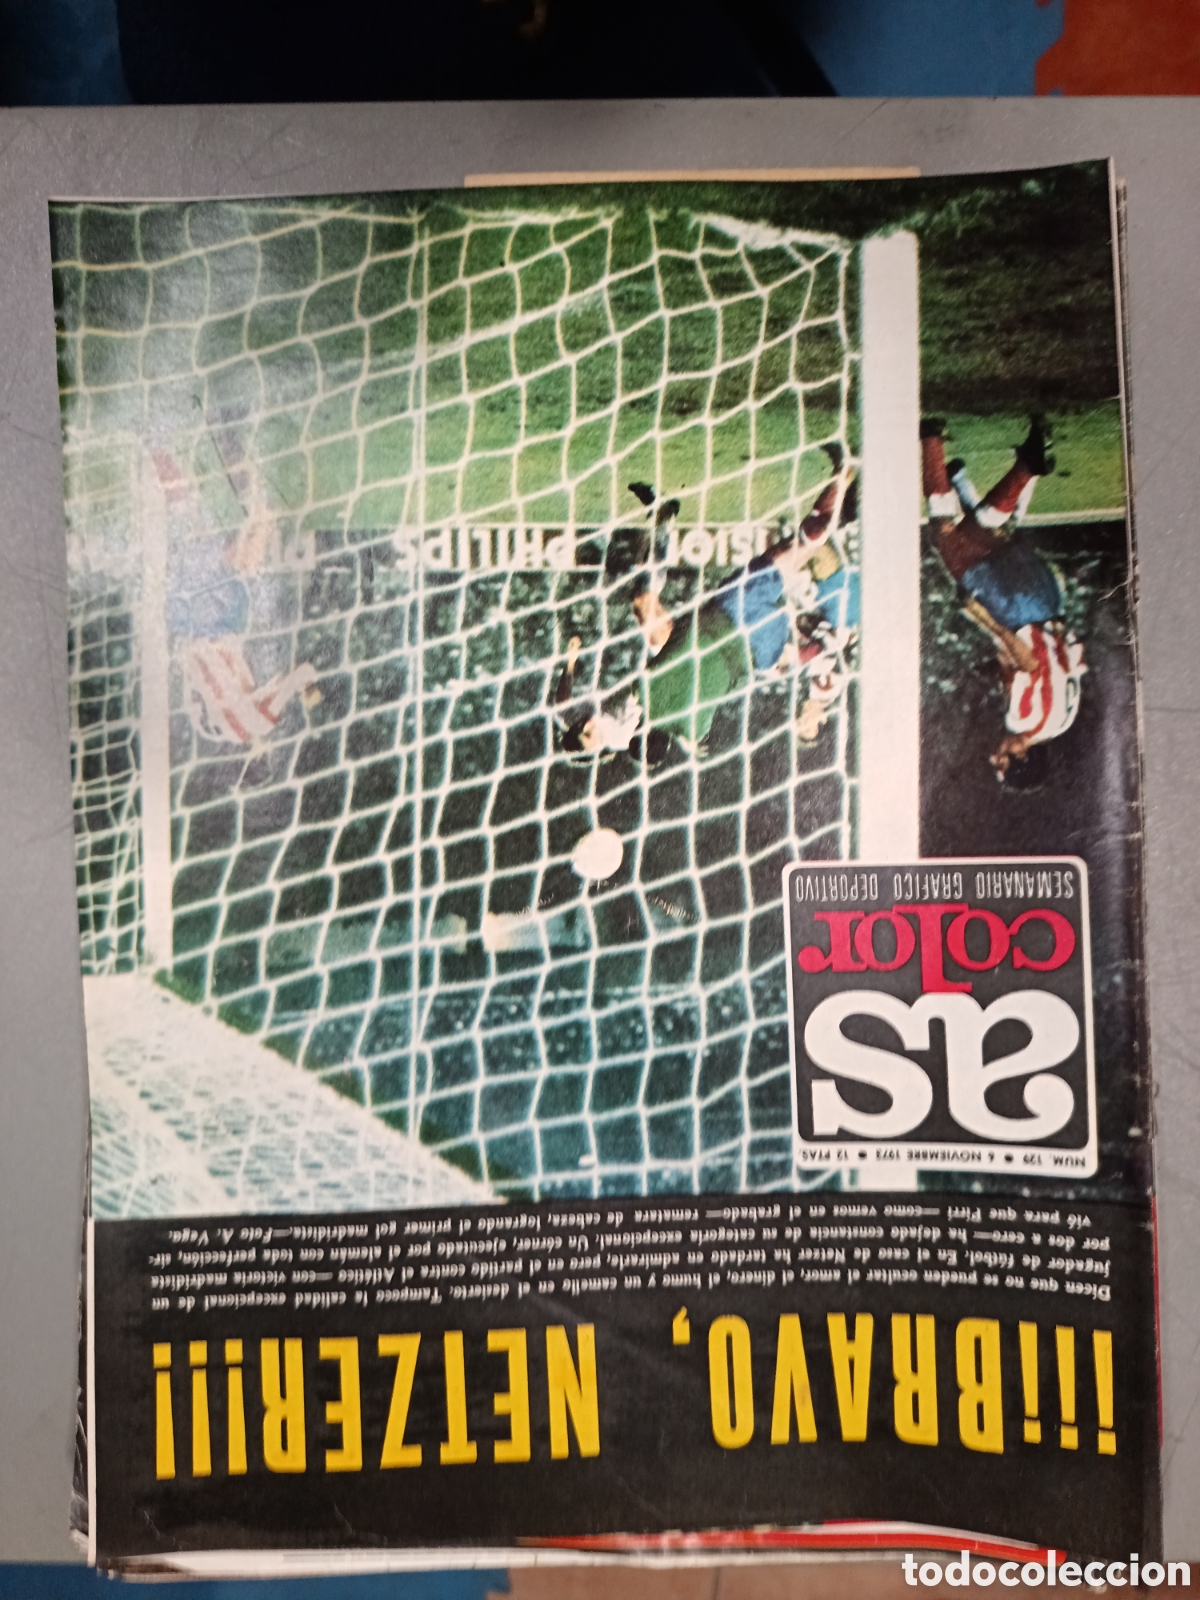 ¡¡¡BRAVO, NETZER!!!
Dicen que no se pueden ocultar el amor, el dinero, el humo y un camello en el desierto. Tampoco la calidad excepcional de un
jugador de fútbol. En el caso de Netzer ha tardado en admirarle, pero en el partido contra el Atlético —con victoria madridista
por dos a cero— ha dejado constancia de su categoría excepcional. Un córner, ejecutado por el alemán con toda perfección, sir-
vió para que Pirri —como vemos en el grabado— rematara de cabeza, logrando el primer gol madridista.—Foto A. Vega.
NUM. 129 ● 6 NOVIEMBRE 1973 ● 12 PTAS.
as
color
SEMANARIO GRAFICO DEPORTIVO
PHILIPS
todocoleccion